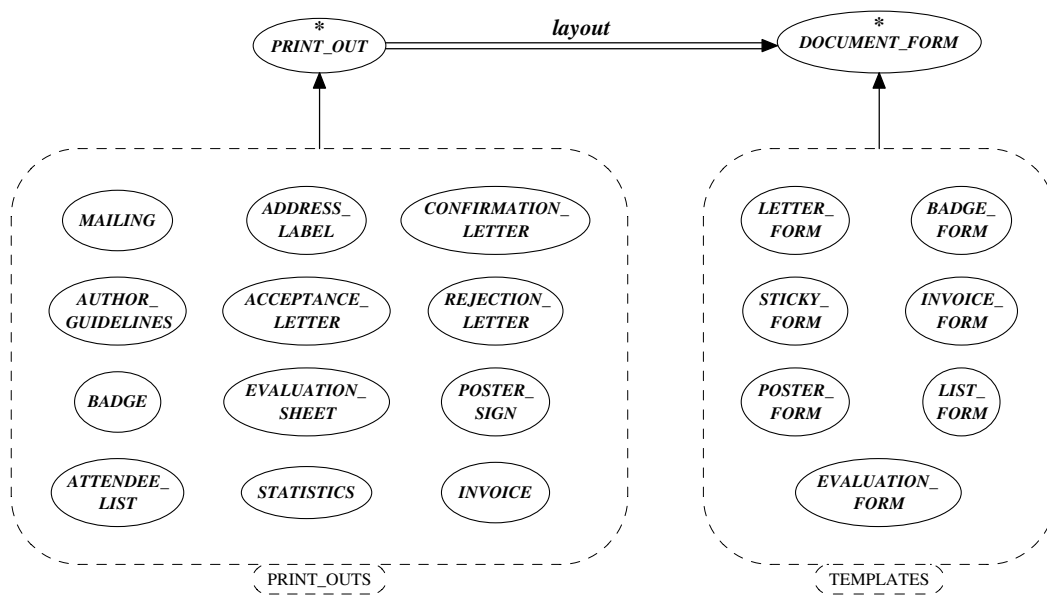 layout
*
PRINT_OUT
*
DOCUMENT_FORM
MAILING
ADDRESS_
LABEL
CONFIRMATION_
LETTER
AUTHOR_
GUIDELINES
ACCEPTANCE_
LETTER
REJECTION_
LETTER
BADGE
EVALUATION_
SHEET
POSTER_
SIGN
ATTENDEE_
LIST
STATISTICS
INVOICE
PRINT_OUTS
LETTER_
FORM
BADGE_
FORM
STICKY_
FORM
INVOICE_
FORM
POSTER_
FORM
LIST_
FORM
EVALUATION_
FORM
TEMPLATES